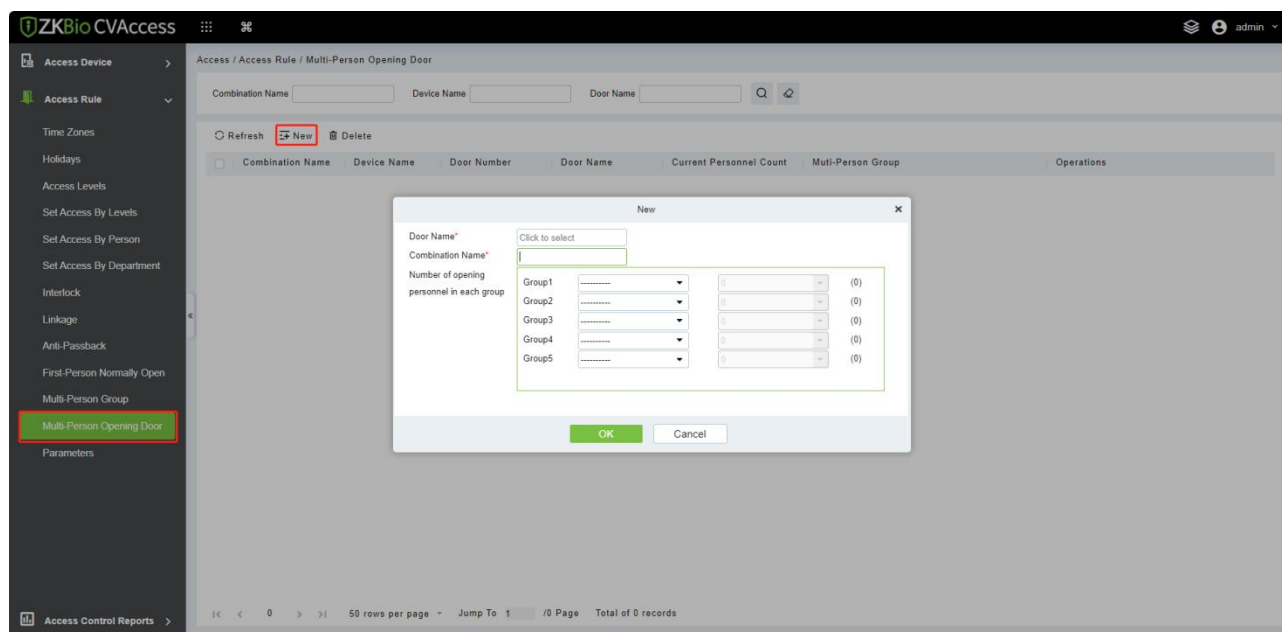 ZKBio CVAccess
admin
Access Device
Access / Access Rule / Multi-Person Opening Door
Access Rule
Combination Name Device Name Door Name
Time Zones
Refresh New Delete
Holidays
Combination Name Device Name Door Number Door Name Current Personnel Count Muti-Person Group Operations
Access Levels
Set Access By Levels
New
Set Access By Person
Door Name* Click to select
Combination Name*
Set Access By Department
Number of opening
personnel in each group
Group1 ---------- 0 (0)
Interlock
Group2 ---------- 0 (0)
Linkage
Group3 ---------- 0 (0)
Anti-Passback
Group4 ---------- 0 (0)
Group5 ---------- 0 (0)
First-Person Normally Open
Multi-Person Group
Multi-Person Opening Door
OK Cancel
Parameters
Access Control Reports
0 50 rows per page Jump To 1 /0 Page Total of 0 records